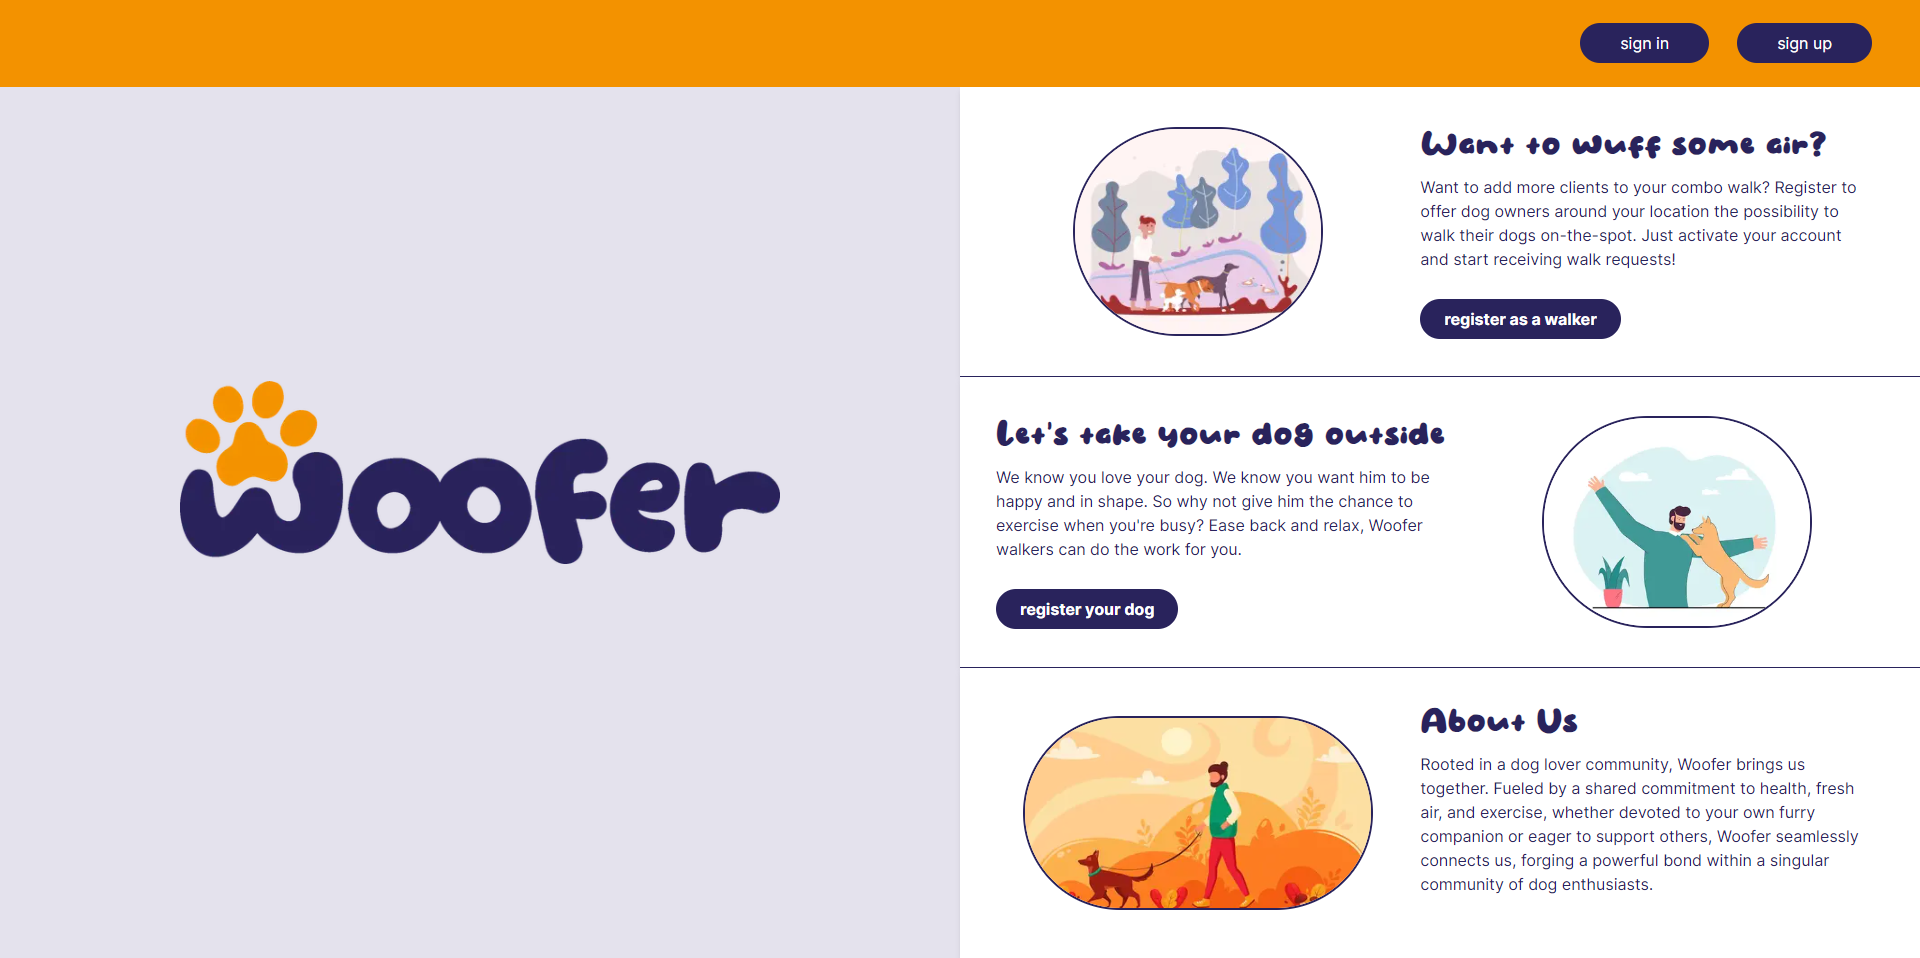 sign in
sign up
woofer
Want to wuff some air?
Want to add more clients to your combo walk? Register to
offer dog owners around your location the possibility to
walk their dogs on-the-spot. Just activate your account
and start receiving walk requests!
register as a walker
Let's take your dog outside
We know you love your dog. We know you want him to be
happy and in shape. So why not give him the chance to
exercise when you're busy? Ease back and relax, Woofer
walkers can do the work for you.
register your dog
About Us
Rooted in a dog lover community, Woofer brings us
together. Fueled by a shared commitment to health, fresh
air, and exercise, whether devoted to your own furry
companion or eager to support others, Woofer seamlessly
connects us, forging a powerful bond within a singular
community of dog enthusiasts.